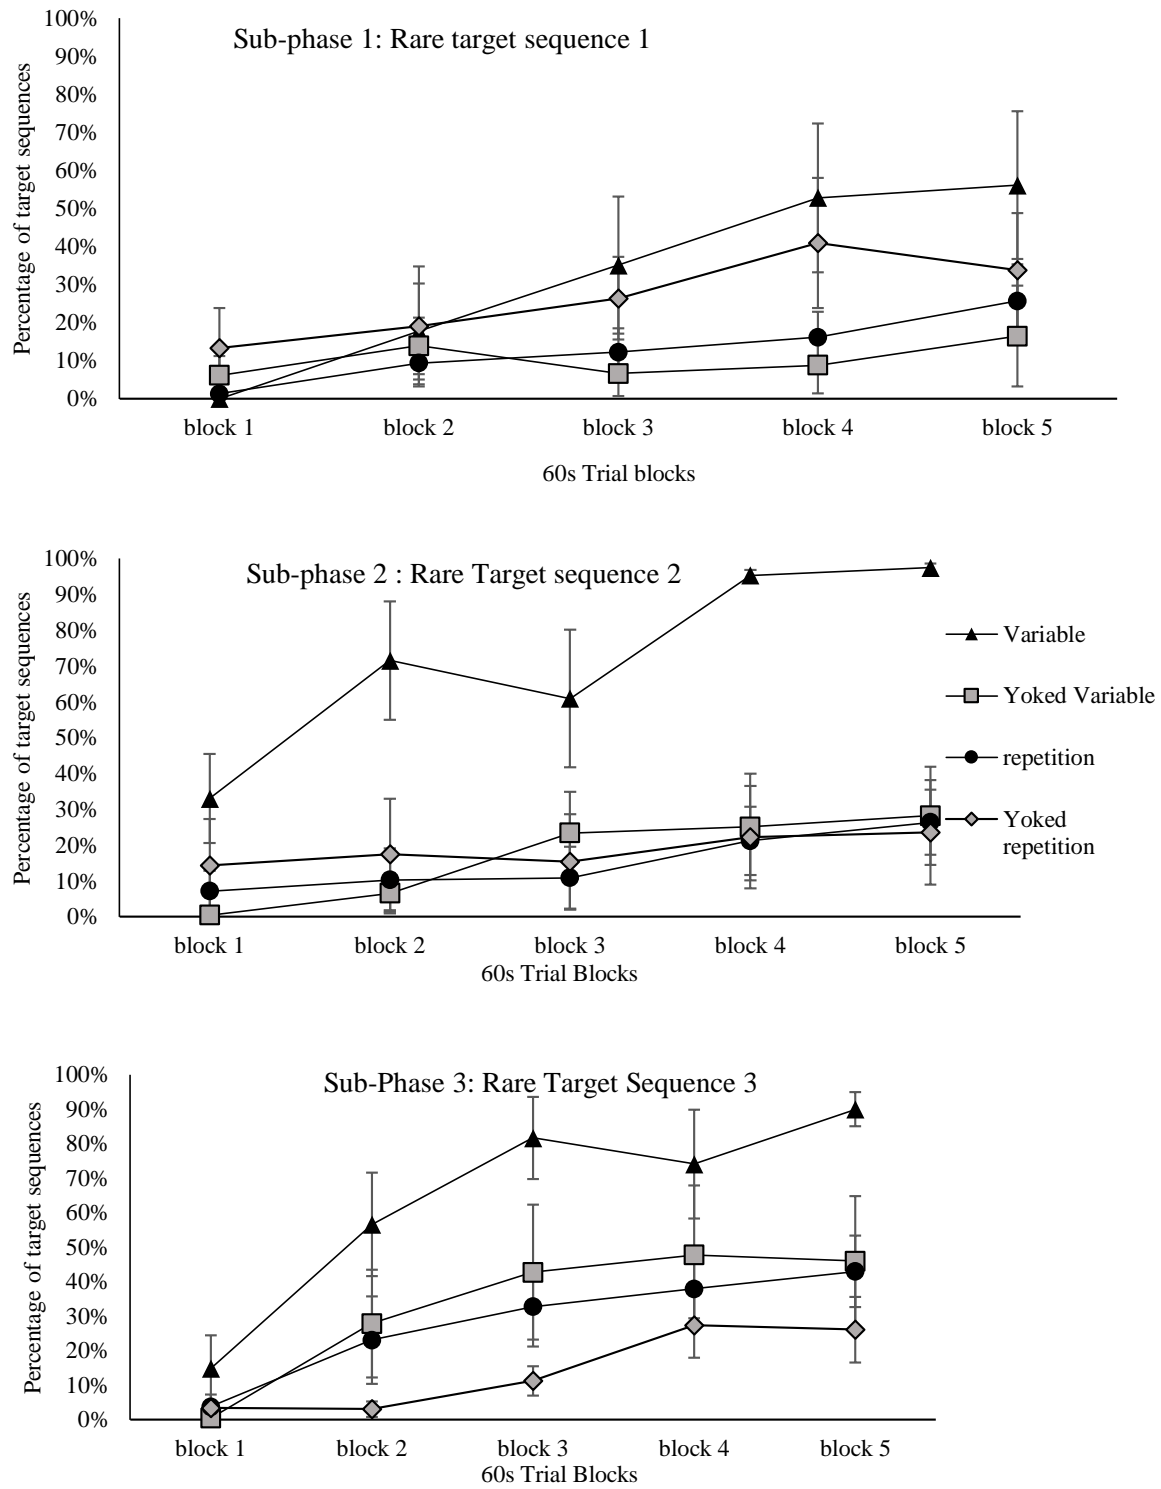 Sub-phase 1: Rare target sequence 1
Percentage of target sequences
100%
90%
80%
70%
60%
50%
40%
30%
20%
10%
0%
block 1
block 2
block 3
block 4
block 5
60s Trial blocks
Sub-phase 2 : Rare Target sequence 2
Percentage of target sequences
100%
90%
80%
70%
60%
50%
40%
30%
20%
10%
0%
block 1
block 2
block 3
block 4
block 5
60s Trial Blocks
Variable
Yoked Variable
repetition
Yoked
repetition
Sub-Phase 3: Rare Target Sequence 3
Percentage of target sequences
100%
90%
80%
70%
60%
50%
40%
30%
20%
10%
0%
block 1
block 2
block 3
block 4
block 5
60s Trial Blocks